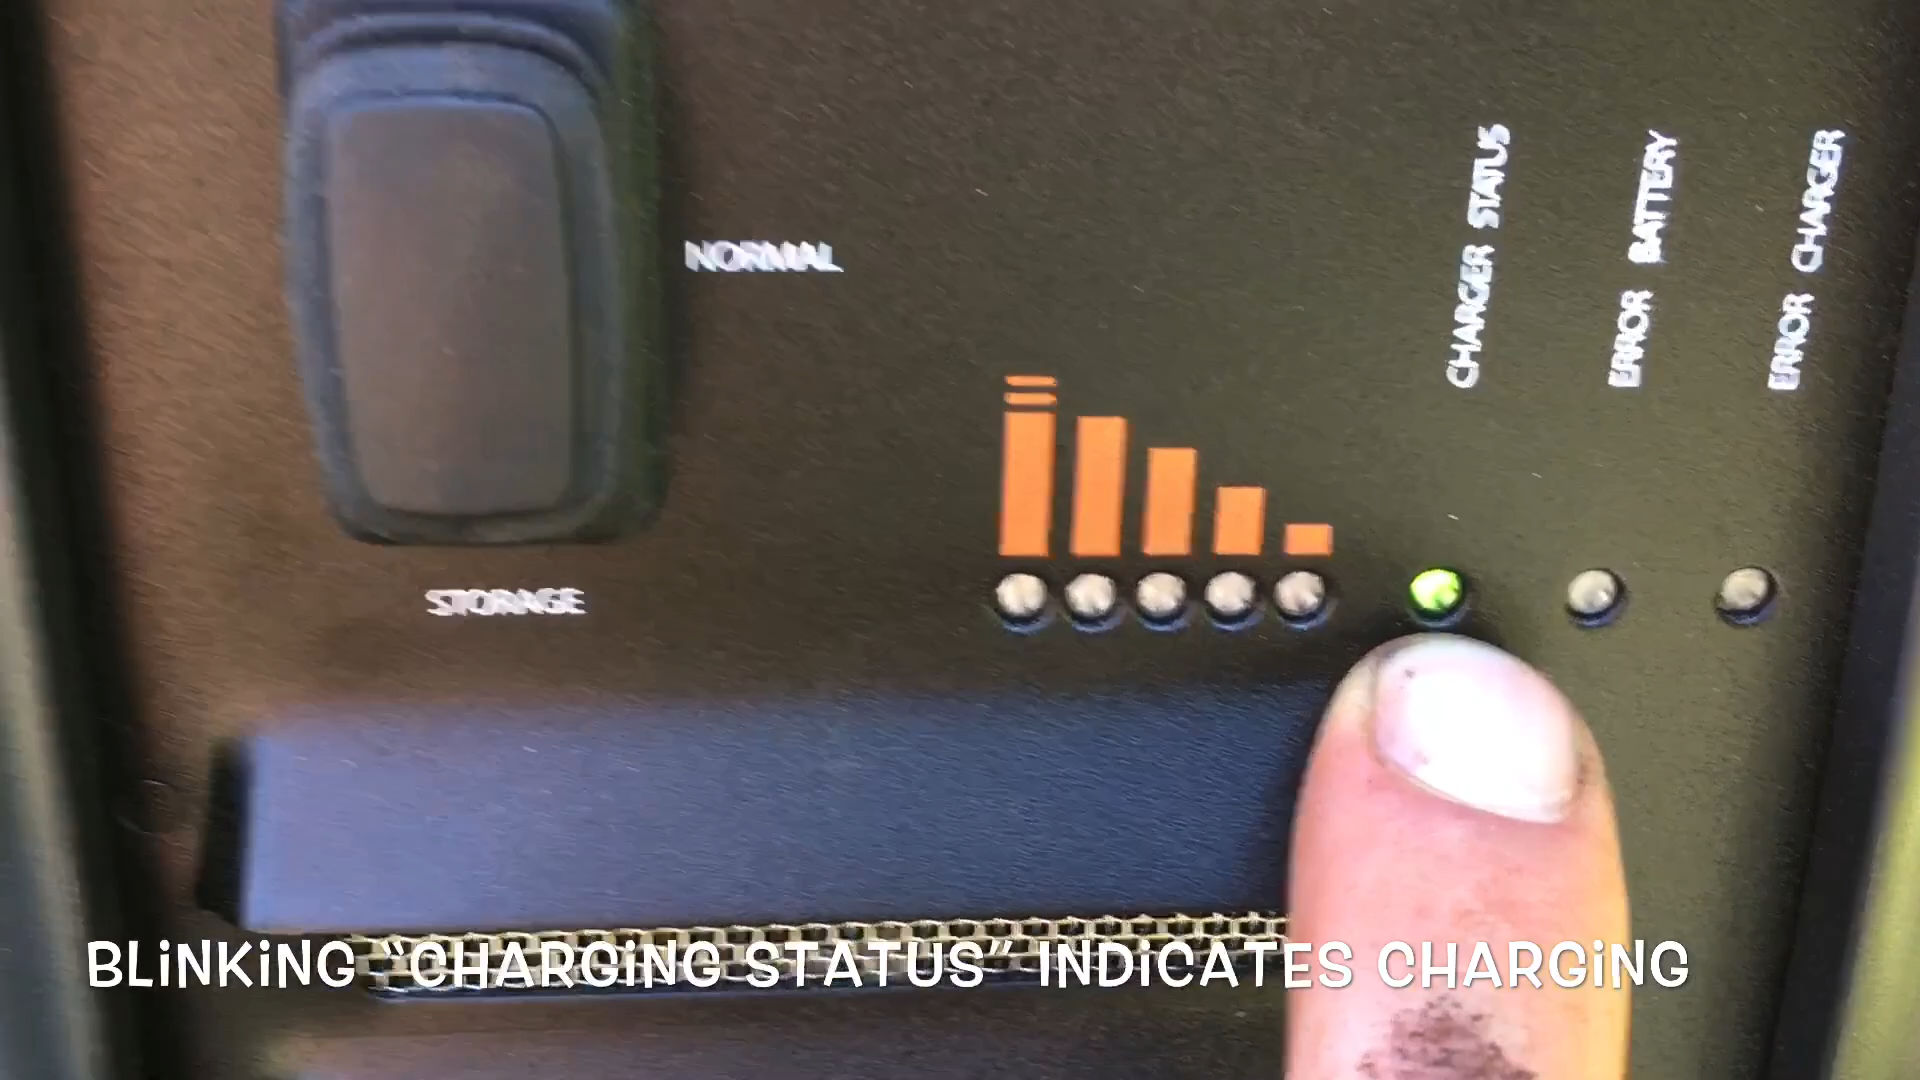 CHARGER STATUS
ERROR BATTERY
ERROR CHARGER
NORMAL
STORAGE
BLiNKiNG “CHARGiNG STATUS” INDiCATES CHARGiNG